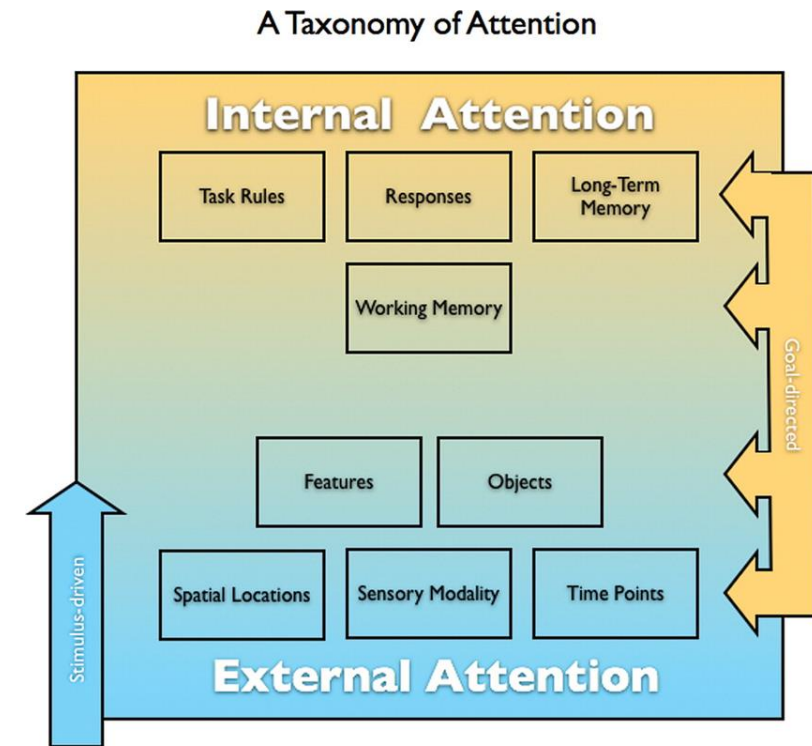 A Taxonomy of Attention
Internal Attention
Task Rules
Responses
Long-Term
Memory
Working Memory
Goal-directed
Features
Objects
Stimulus-driven
Spatial Locations
Sensory Modality
Time Points
External Attention